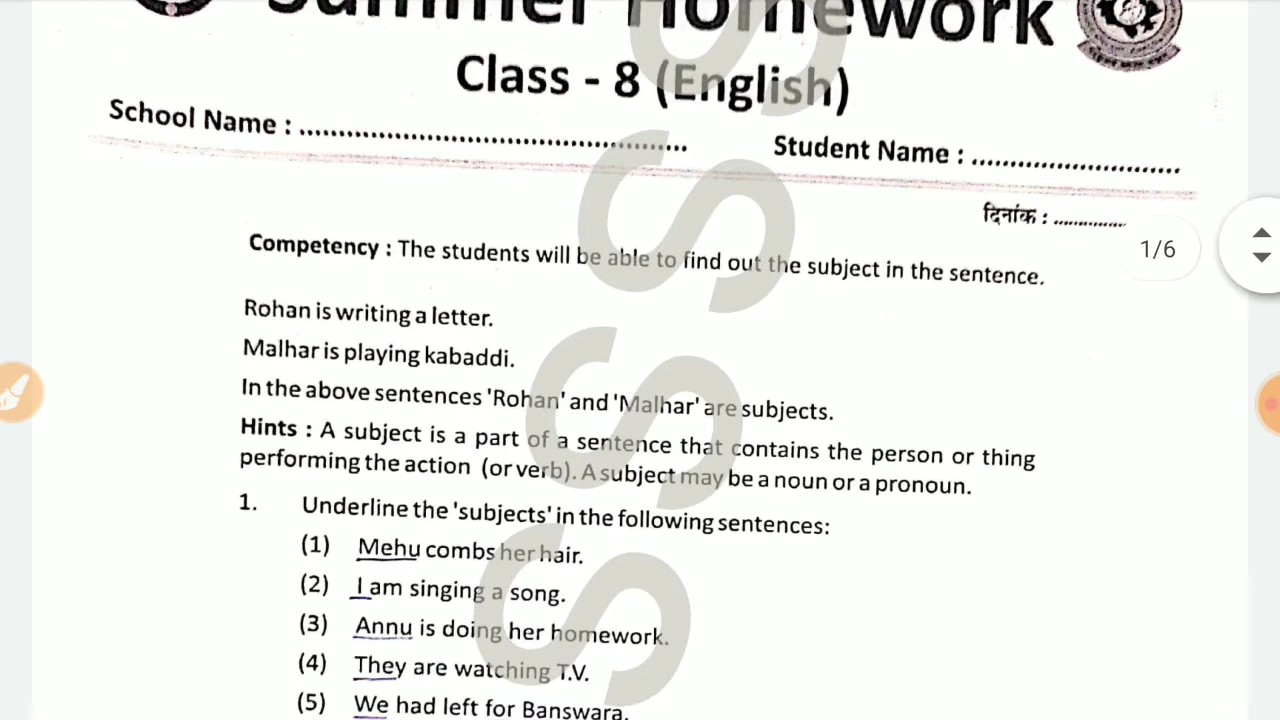 Summer Homework
Class - 8 (English)
School Name : ..................................................
Student Name : ...........................
दिनांक : ..............
1/6
Competency : The students will be able to find out the subject in the sentence.
Rohan is writing a letter.
Malhar is playing kabaddi.
In the above sentences 'Rohan' and 'Malhar' are subjects.
Hints : A subject is a part of a sentence that contains the person or thing
performing the action (or verb). A subject may be a noun or a pronoun.
1. Underline the 'subjects' in the following sentences:
(1) Mehu combs her hair.
(2) I am singing a song.
(3) Annu is doing her homework.
(4) They are watching T.V.
(5) We had left for Banswara.
SSSS